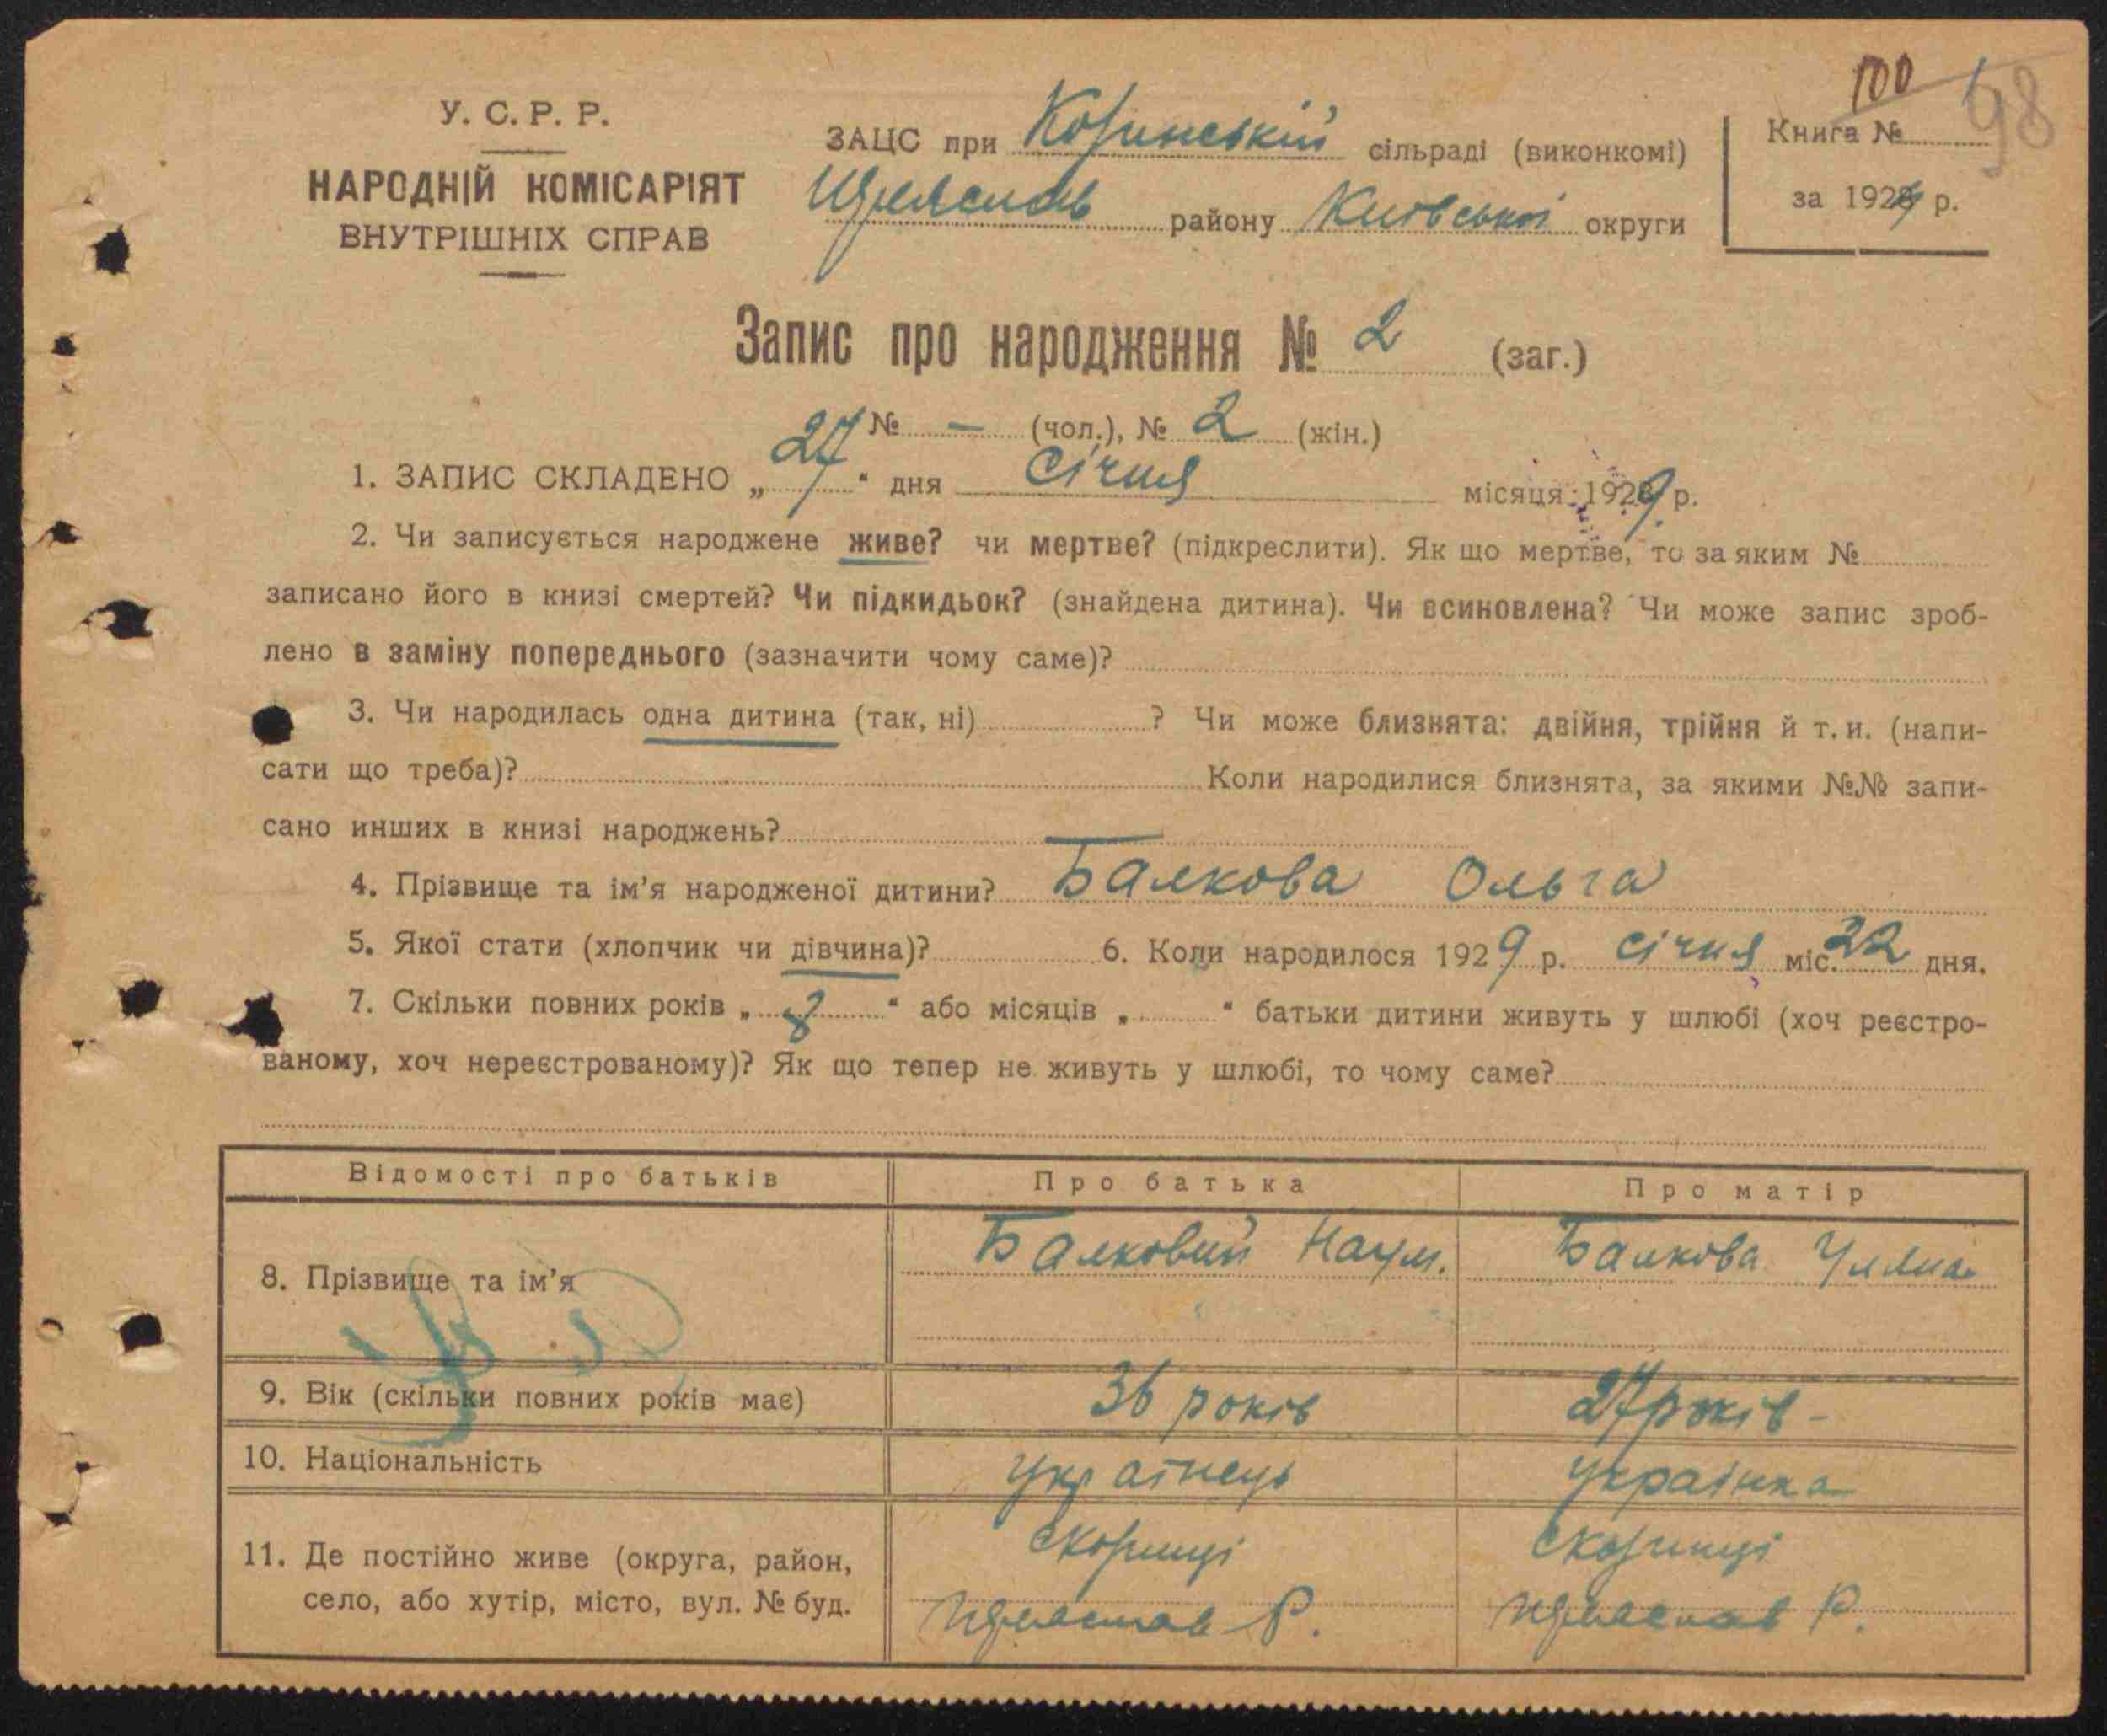 100 98
У. С. Р. Р.
НАРОДНІЙ КОМІСАРІЯТ
ВНУТРІШНІХ СПРАВ
ЗАЦС при Корінській сільраді (виконкомі)
району Київської округи
Книга №
за 1929 р.
Запис про народження № 2 (заг.)
№ — (чол.), № 2 (жін.)
1. ЗАПИС СКЛАДЕНО „27“ дня Січня місяця 1929 р.
2. Чи записується народжене живе? чи мертве? (підкреслити). Як що мертве, то за яким №
записано його в книзі смертей? Чи підкидьок? (знайдена дитина). Чи всиновлена? Чи може запис зроб-
лено в заміну попереднього (зазначити чому саме)?
3. Чи народилась одна дитина (так, ні) ? Чи може близнята: двійня, трійня й т. и. (напи-
сати що треба)? Коли народилися близнята, за якими №№ запи-
сано инших в книзі народжень?
4. Прізвище та ім’я народженої дитини? Балкова Ольга
5. Якої стати (хлопчик чи дівчина)? 6. Коли народилося 1929 р. Січня міс. 22 дня.
7. Скільки повних років „8“ або місяців „ “ батьки дитини живуть у шлюбі (хоч реєстро-
ваному, хоч нереєстрованому)? Як що тепер не живуть у шлюбі, то чому саме?
Відомості про батьків Про батька Про матір
8. Прізвище та ім’я Балковий Наум. Балкова Уляна
9. Вік (скільки повних років має) 36 років 27 років -
10. Національність українець українка
11. Де постійно живе (округа, район,
село, або хутір, місто, вул. № буд.